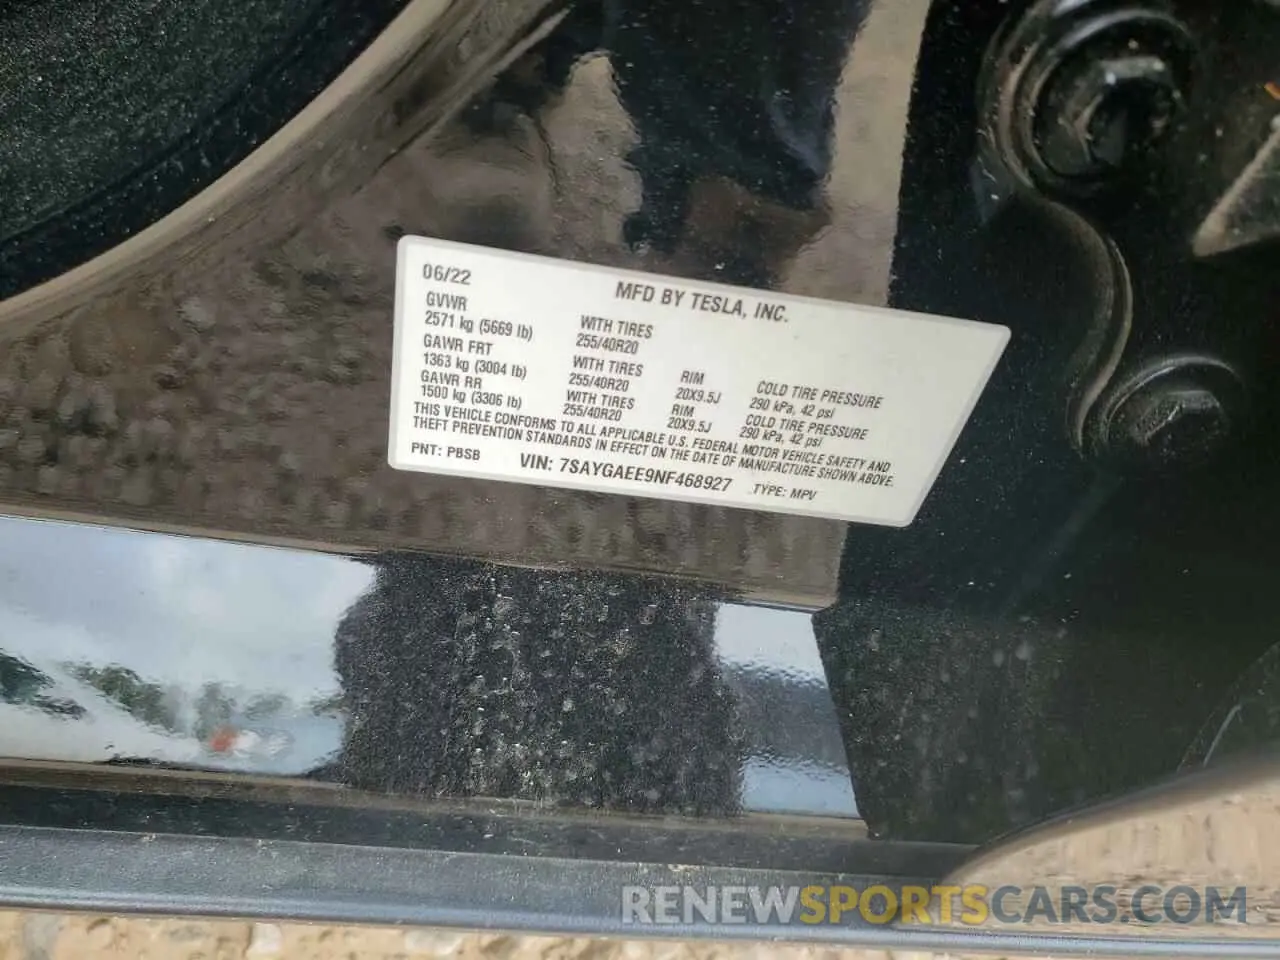 06/22
MFD BY TESLA, INC.
GVWR
2571 kg (5669 lb)
WITH TIRES
255/40R20
GAWR FRT
1363 kg (3004 lb)
WITH TIRES
255/40R20
RIM
20X9.5J
COLD TIRE PRESSURE
290 kPa, 42 psi
GAWR RR
1500 kg (3306 lb)
WITH TIRES
255/40R20
RIM
20X9.5J
COLD TIRE PRESSURE
290 kPa, 42 psi
THIS VEHICLE CONFORMS TO ALL APPLICABLE U.S. FEDERAL MOTOR VEHICLE SAFETY AND
THEFT PREVENTION STANDARDS IN EFFECT ON THE DATE OF MANUFACTURE SHOWN ABOVE.
PNT: PBSB
VIN: 7SAYGAEE9NF468927
TYPE: MPV
RENEWSPORTSCARS.COM